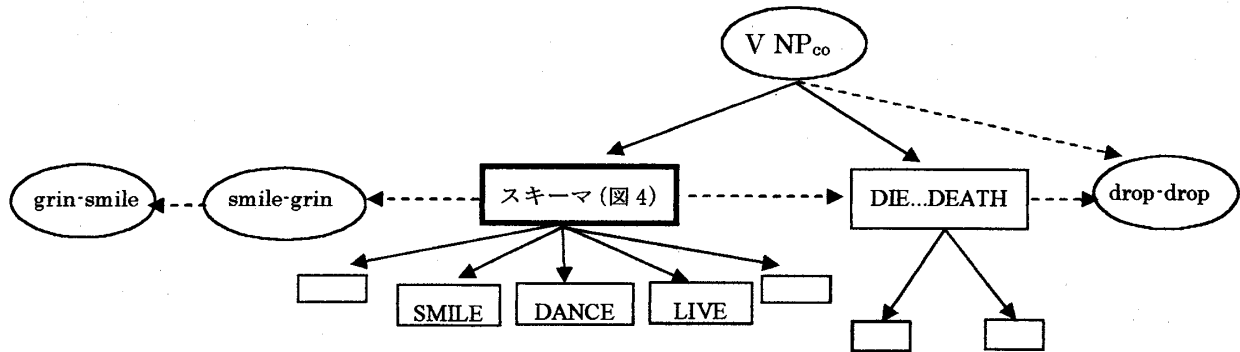 V NPco
grin-smile
smile-grin
スキーマ(図 4)
DIE...DEATH
drop-drop
SMILE
DANCE
LIVE